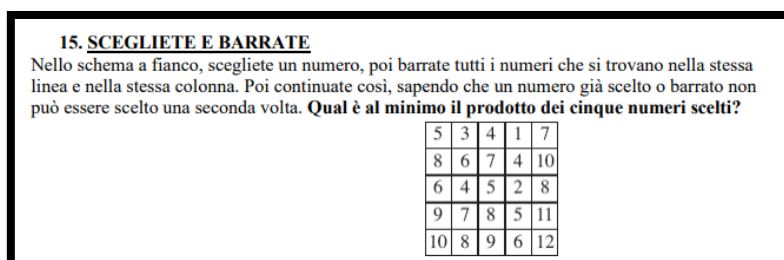 15. SCEGLIETE E BARRATE
Nello schema a fianco, scegliete un numero, poi barrate tutti i numeri che si trovano nella stessa
linea e nella stessa colonna. Poi continuate così, sapendo che un numero già scelto o barrato non
può essere scelto una seconda volta. Qual è al minimo il prodotto dei cinque numeri scelti?
5 3 4 1 7
8 6 7 4 10
6 4 5 2 8
9 7 8 5 11
10 8 9 6 12